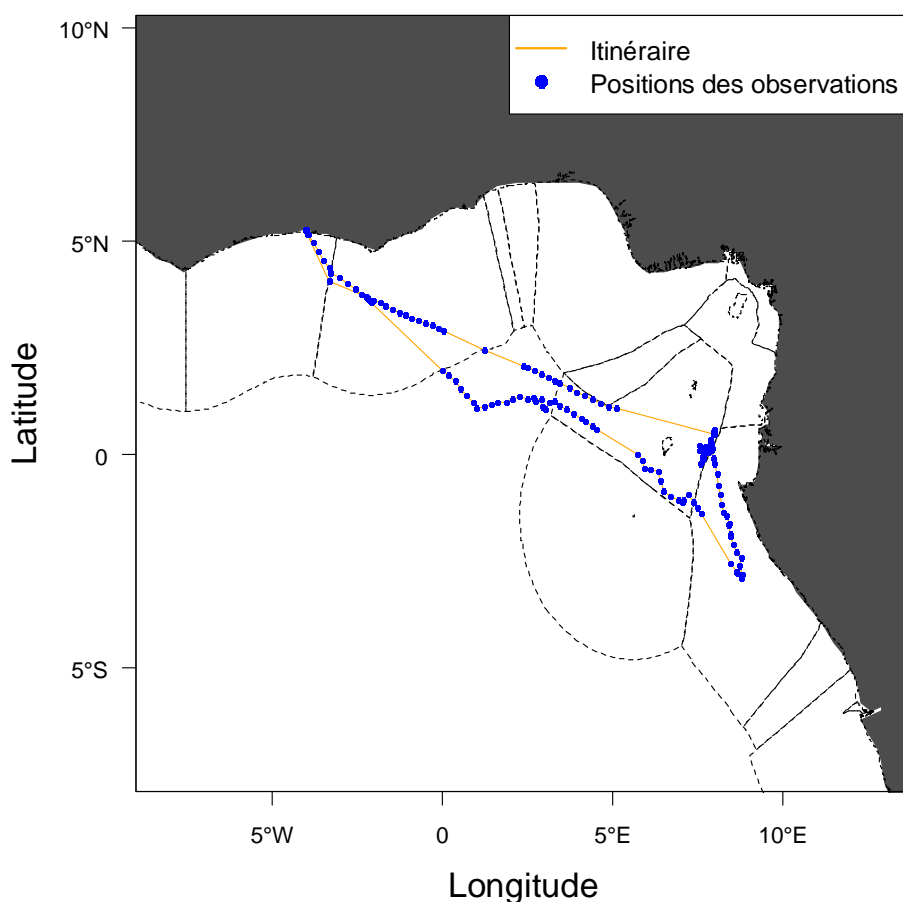 10°N
Itinéraire
Positions des observations
5°N
Latitude
0
5°S
5°W
0
5°E
10°E
Longitude